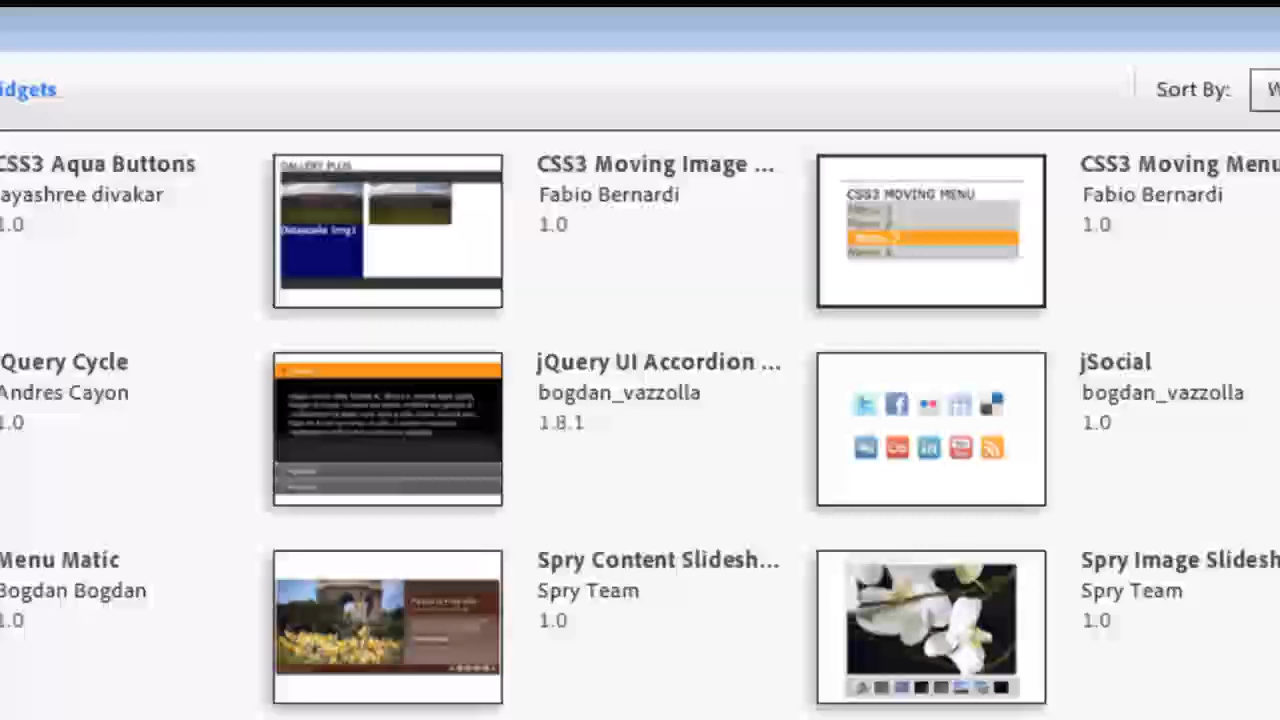 idgets
Sort By:
W
CSS3 Aqua Buttons
ayashree divakar
1.0
GALLERY PLUS
CSS3 Moving Image ...
Fabio Bernardi
1.0
CSS3 MOVING MENU
CSS3 Moving Menu
Fabio Bernardi
1.0
Query Cycle
Andres Cayon
1.0
jQuery UI Accordion ...
bogdan_vazzolla
1.8.1
jSocial
bogdan_vazzolla
1.0
Menu Matic
Bogdan Bogdan
1.0
Spry Content Slidesh...
Spry Team
1.0
Spry Image Slidesh
Spry Team
1.0